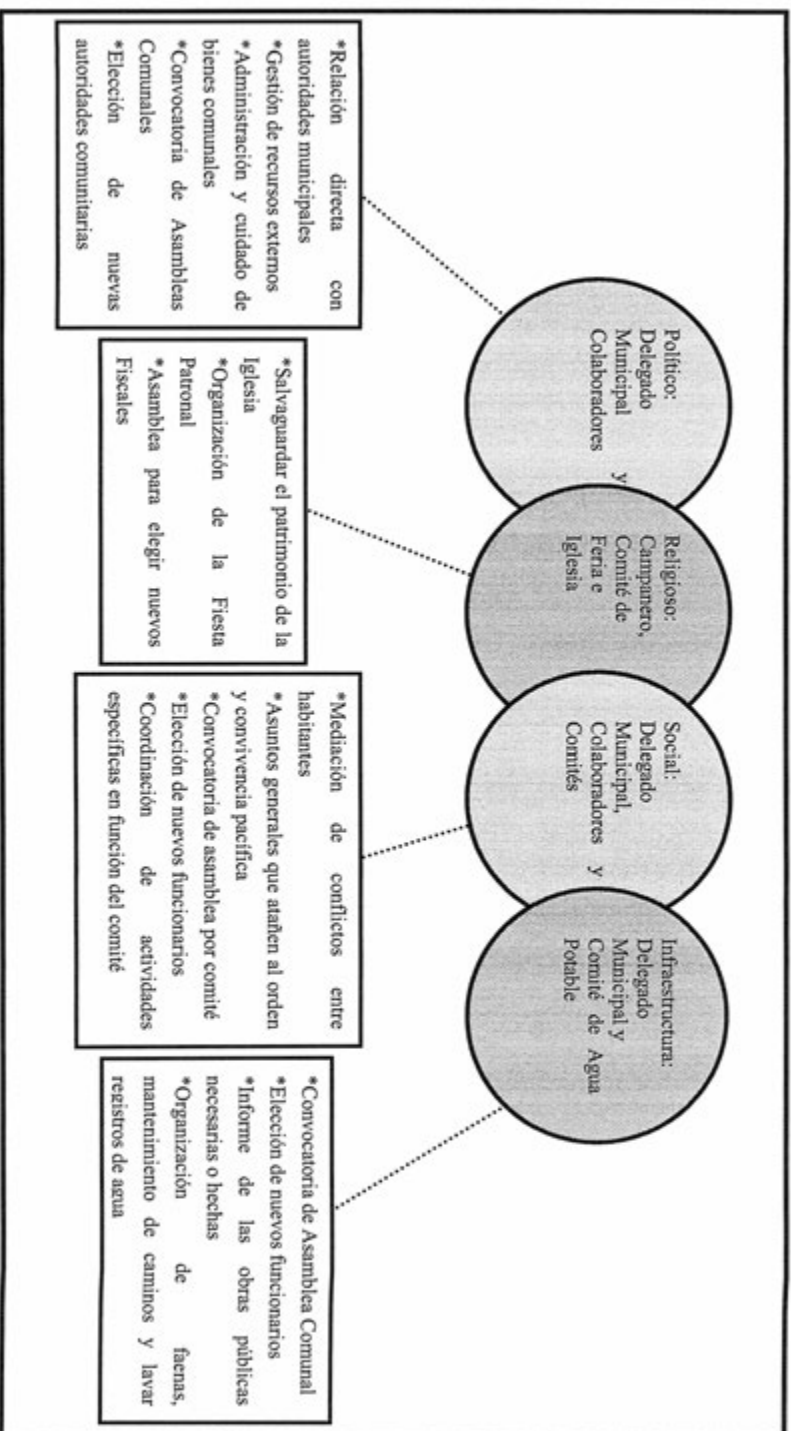 Político:
Delegado
Municipal y
Colaboradores
Religioso:
Campanero,
Comité de
Feria e
Iglesia
Social:
Delegado
Municipal,
Colaboradores y
Comités
Infraestructura:
Delegado
Municipal y
Comité de Agua
Potable
*Relación directa con
autoridades municipales
*Gestión de recursos externos
*Administración y cuidado de
bienes comunales
*Convocatoria de Asambleas
Comunales
*Elección de nuevas
autoridades comunitarias
*Salvaguardar el patrimonio de la
Iglesia
*Organización de la Fiesta
Patronal
*Asamblea para elegir nuevos
Fiscales
*Mediación de conflictos entre
habitantes
*Asuntos generales que atañen al orden
y convivencia pacífica
*Convocatoria de asamblea por comité
*Elección de nuevos funcionarios
*Coordinación de actividades
específicas en función del comité
*Convocatoria de Asamblea Comunal
*Elección de nuevos funcionarios
*Informe de las obras públicas
necesarias o hechas
*Organización de faenas,
mantenimiento de caminos y lavar
registros de agua